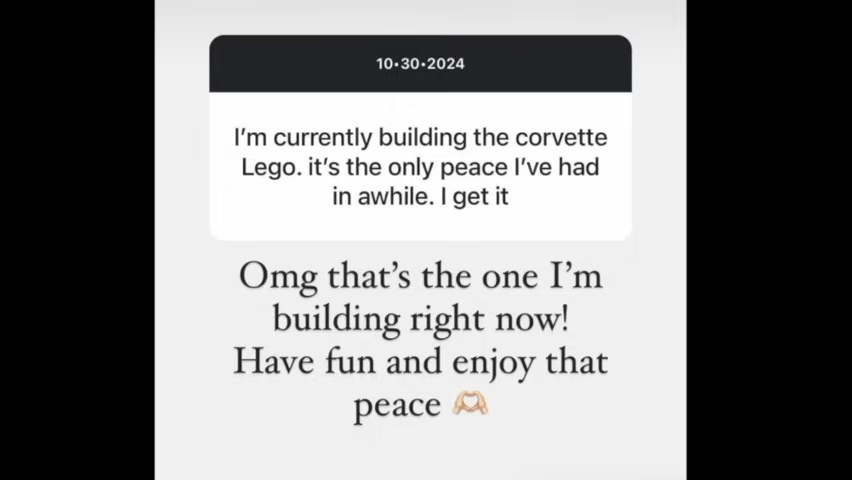 10•30•2024
I'm currently building the corvette
Lego. it's the only peace I've had
in awhile. I get it
Omg that's the one I'm
building right now!
Have fun and enjoy that
peace 🫶🏻